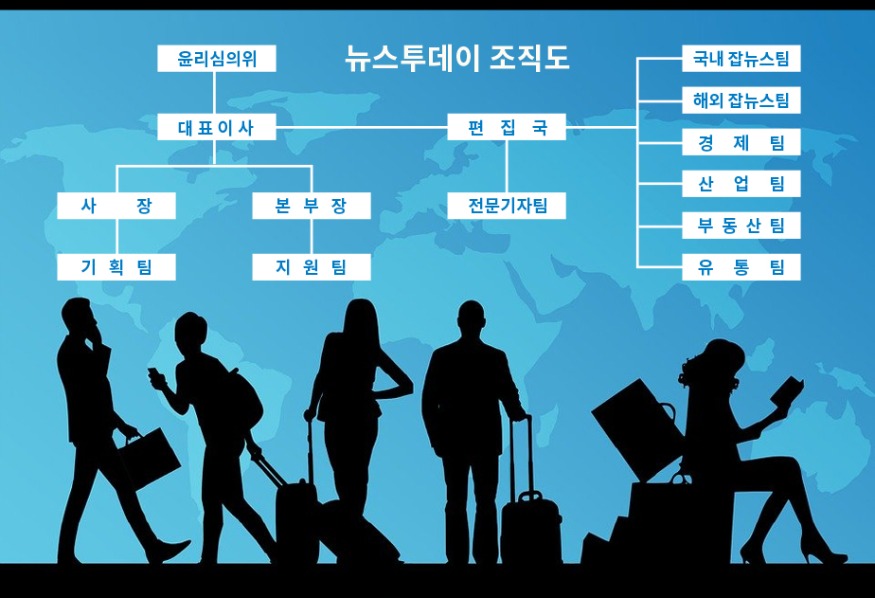 뉴스투데이 조직도
윤리심의위
대표이사
사 장
기 획 팀
본 부 장
지 원 팀
편 집 국
전문기자팀
국내 잡뉴스팀
해외 잡뉴스팀
경 제 팀
산 업 팀
부 동 산 팀
유 통 팀